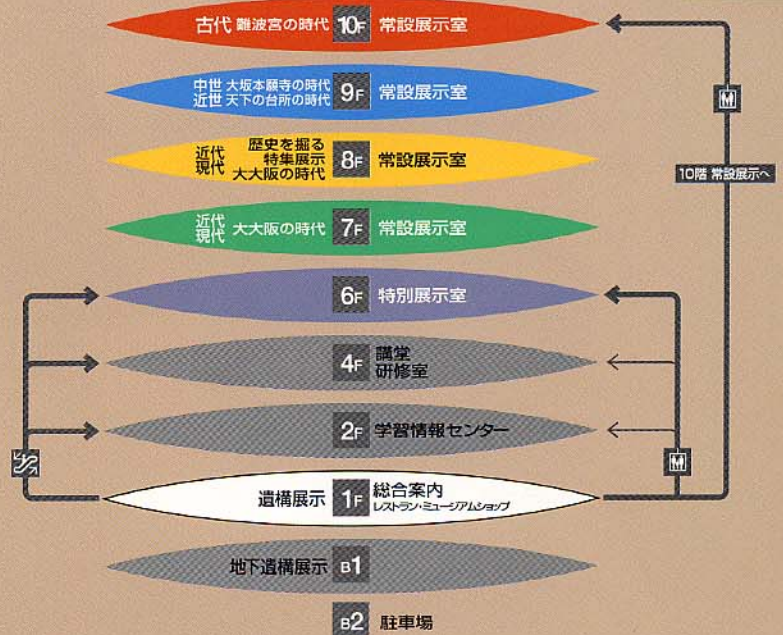 古代 難波宮の時代 10F 常設展示室
中世 大坂本願寺の時代
近世 天下の台所の時代
9F 常設展示室
近代
現代
歴史を掘る
特集展示
大大阪の時代
8F 常設展示室
10階 常設展示へ
近代
現代
大大阪の時代 7F 常設展示室
6F 特別展示室
4F 講堂
研修室
2F 学習情報センター
遺構展示 1F 総合案内
レストラン・ミュージアムショップ
地下遺構展示 B1
B2 駐車場